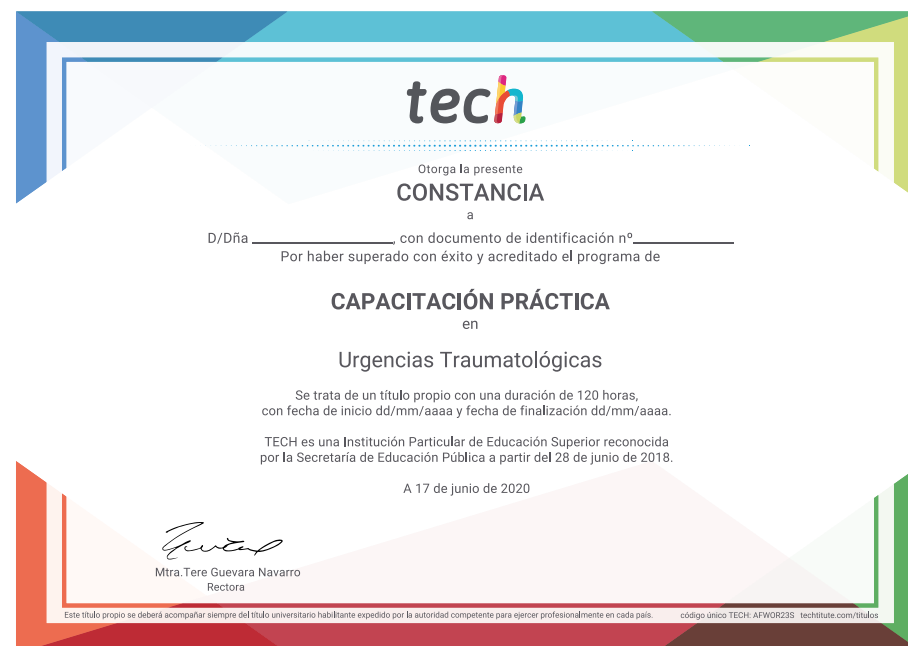 tech
Otorga la presente
CONSTANCIA
a
D/Dña ____________________, con documento de identificación nº______________
Por haber superado con éxito y acreditado el programa de
CAPACITACIÓN PRÁCTICA
en
Urgencias Traumatológicas
Se trata de un título propio con una duración de 120 horas,
con fecha de inicio dd/mm/aaaa y fecha de finalización dd/mm/aaaa.
TECH es una Institución Particular de Educación Superior reconocida
por la Secretaría de Educación Pública a partir del 28 de junio de 2018.
A 17 de junio de 2020
Mtra.Tere Guevara Navarro
Rectora
Este título propio se deberá acompañar siempre del título universitario habilitante expedido por la autoridad competente para ejercer profesionalmente en cada país. código único TECH: AFWOR23S techtitute.com/titulos